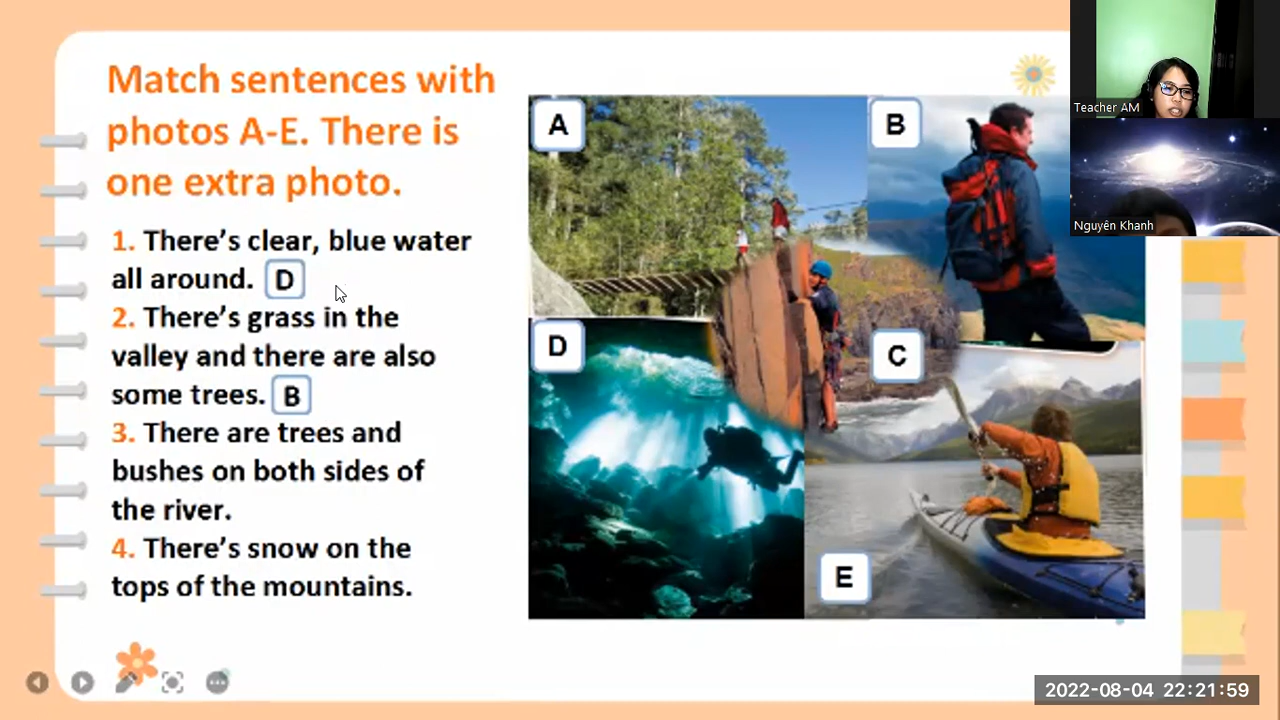 Match sentences with
photos A-E. There is
one extra photo.
1. There's clear, blue water
all around. D
2. There's grass in the
valley and there are also
some trees. B
3. There are trees and
bushes on both sides of
the river.
4. There's snow on the
tops of the mountains.
A
B
D
C
E
Teacher AM
Nguyên Khanh
2022-08-04 22:21:59